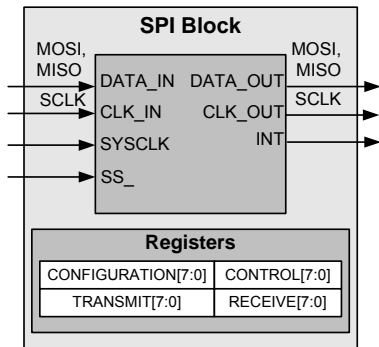 SPI Block
MOSI,
MISO
SCLK
DATA_IN
CLK_IN
SYSCLK
SS_
DATA_OUT
CLK_OUT
INT
MOSI,
MISO
SCLK
Registers
CONFIGURATION[7:0] CONTROL[7:0]
TRANSMIT[7:0] RECEIVE[7:0]